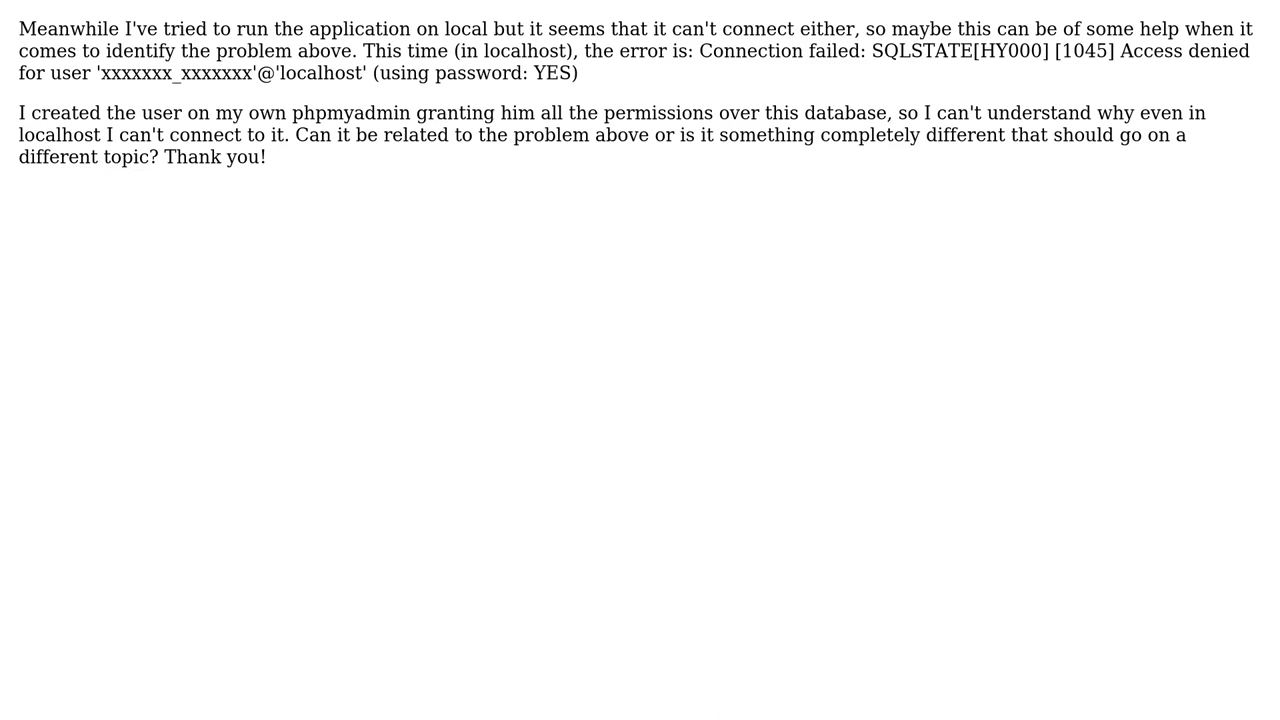 Meanwhile I've tried to run the application on local but it seems that it can't connect either, so maybe this can be of some help when it
comes to identify the problem above. This time (in localhost), the error is: Connection failed: SQLSTATE[HY000] [1045] Access denied
for user 'xxxxxxx_xxxxxxx'@'localhost' (using password: YES)
I created the user on my own phpmyadmin granting him all the permissions over this database, so I can't understand why even in
localhost I can't connect to it. Can it be related to the problem above or is it something completely different that should go on a
different topic? Thank you!